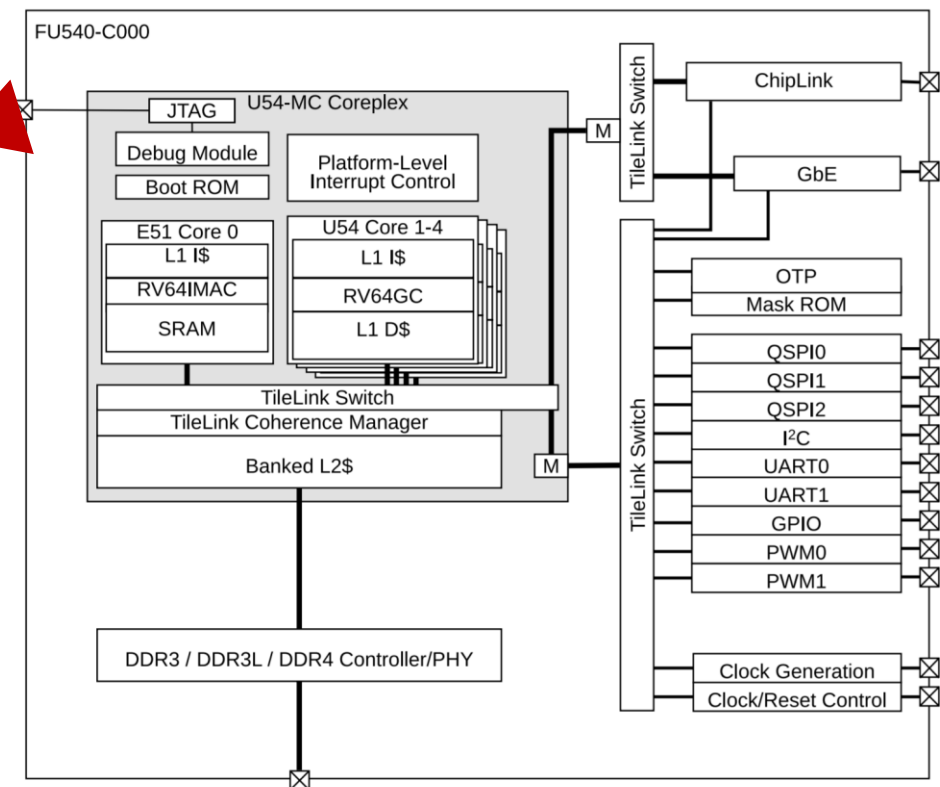 FU540-C000
JTAG
U54-MC Coreplex
Debug Module
Boot ROM
Platform-Level
Interrupt Control
E51 Core 0
L1 I$
RV64IMAC
SRAM
U54 Core 1-4
L1 I$
RV64GC
L1 D$
TileLink Switch
TileLink Coherence Manager
Banked L2$
M
M
DDR3 / DDR3L / DDR4 Controller/PHY
TileLink Switch
ChipLink
GbE
TileLink Switch
OTP
Mask ROM
QSPI0
QSPI1
QSPI2
I²C
UART0
UART1
GPIO
PWM0
PWM1
Clock Generation
Clock/Reset Control